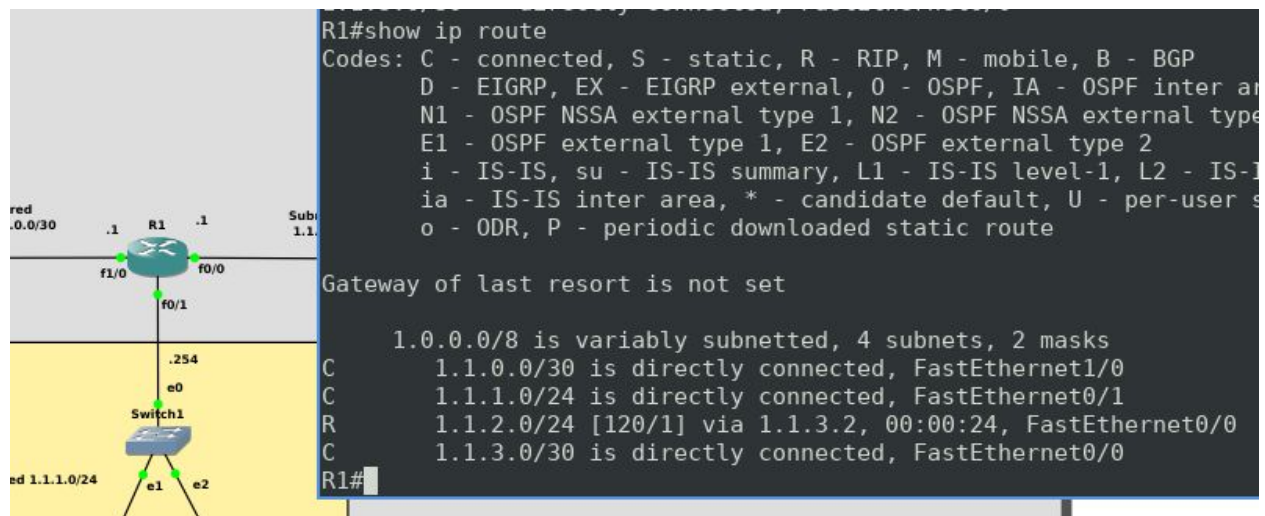 R1#show ip route
Codes: C - connected, S - static, R - RIP, M - mobile, B - BGP
D - EIGRP, EX - EIGRP external, O - OSPF, IA - OSPF inter
N1 - OSPF NSSA external type 1, N2 - OSPF NSSA external type
E1 - OSPF external type 1, E2 - OSPF external type 2
i - IS-IS, su - IS-IS summary, L1 - IS-IS level-1, L2 -
ia - IS-IS inter area, * - candidate default, U - per-user
o - ODR, P - periodic downloaded static route
Gateway of last resort is not set
1.0.0.0/8 is variably subnetted, 4 subnets, 2 masks
C 1.1.0.0/30 is directly connected, FastEthernet1/0
C 1.1.1.0/24 is directly connected, FastEthernet0/1
R 1.1.2.0/24 [120/1] via 1.1.3.2, 00:00:24, FastEthernet0/0
C 1.1.3.0/30 is directly connected, FastEthernet0/0
R1#
red
.0.0/30
.1
R1
.1
Sub
1.1.
f1/0
f0/0
f0/1
.254
e0
Switch1
ed 1.1.1.0/24
e1
e2